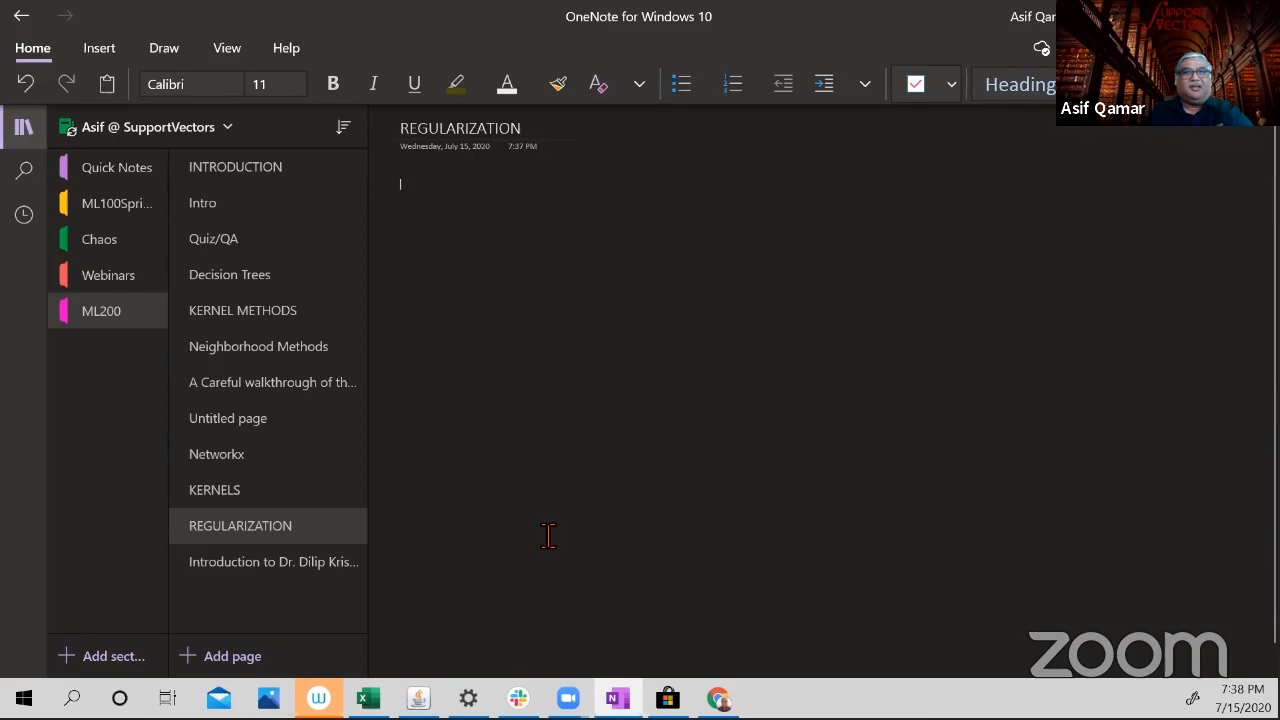 OneNote for Windows 10
Asif Qa
SUPPORT
VECTORS
Asif Qamar
Home Insert Draw View Help
Calibri 11 B I U A A Heading
Asif @ SupportVectors
Quick Notes
ML100Spri...
Chaos
Webinars
ML200
Add sect...
INTRODUCTION
Intro
Quiz/QA
Decision Trees
KERNEL METHODS
Neighborhood Methods
A Careful walkthrough of th...
Untitled page
Networkx
KERNELS
REGULARIZATION
Introduction to Dr. Dilip Kris...
Add page
REGULARIZATION
Wednesday, July 15, 2020 7:37 PM
zoom
7:38 PM
7/15/2020